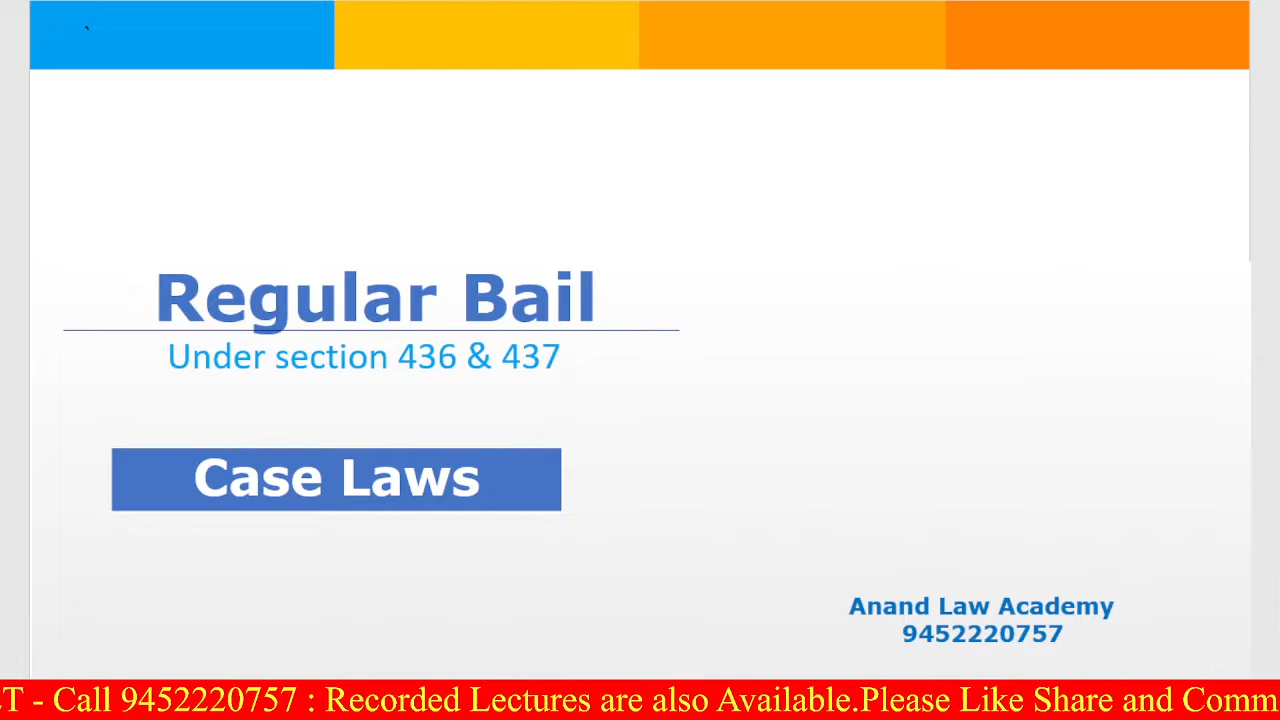 Regular Bail
Under section 436 & 437
Case Laws
Anand Law Academy
9452220757
T - Call 9452220757 : Recorded Lectures are also Available.Please Like Share and Comm